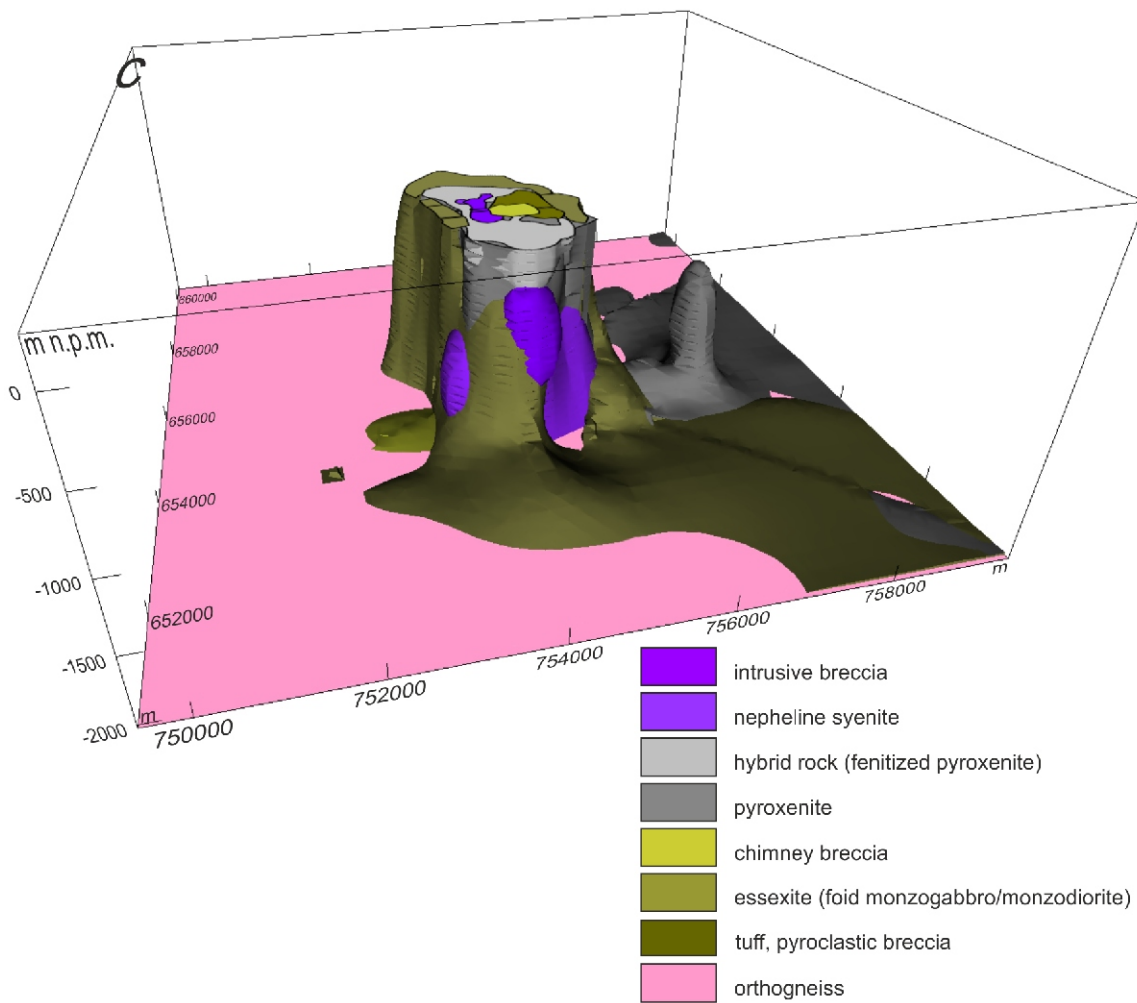 C
660000
m n.p.m.
658000
0
656000
-500
654000
-1000
652000
-1500
-2000
m
750000
752000
754000
756000
758000
m
intrusive breccia
nepheline syenite
hybrid rock (fenitized pyroxenite)
pyroxenite
chimney breccia
essexite (foid monzogabbro/monzodiorite)
tuff, pyroclastic breccia
orthogneiss